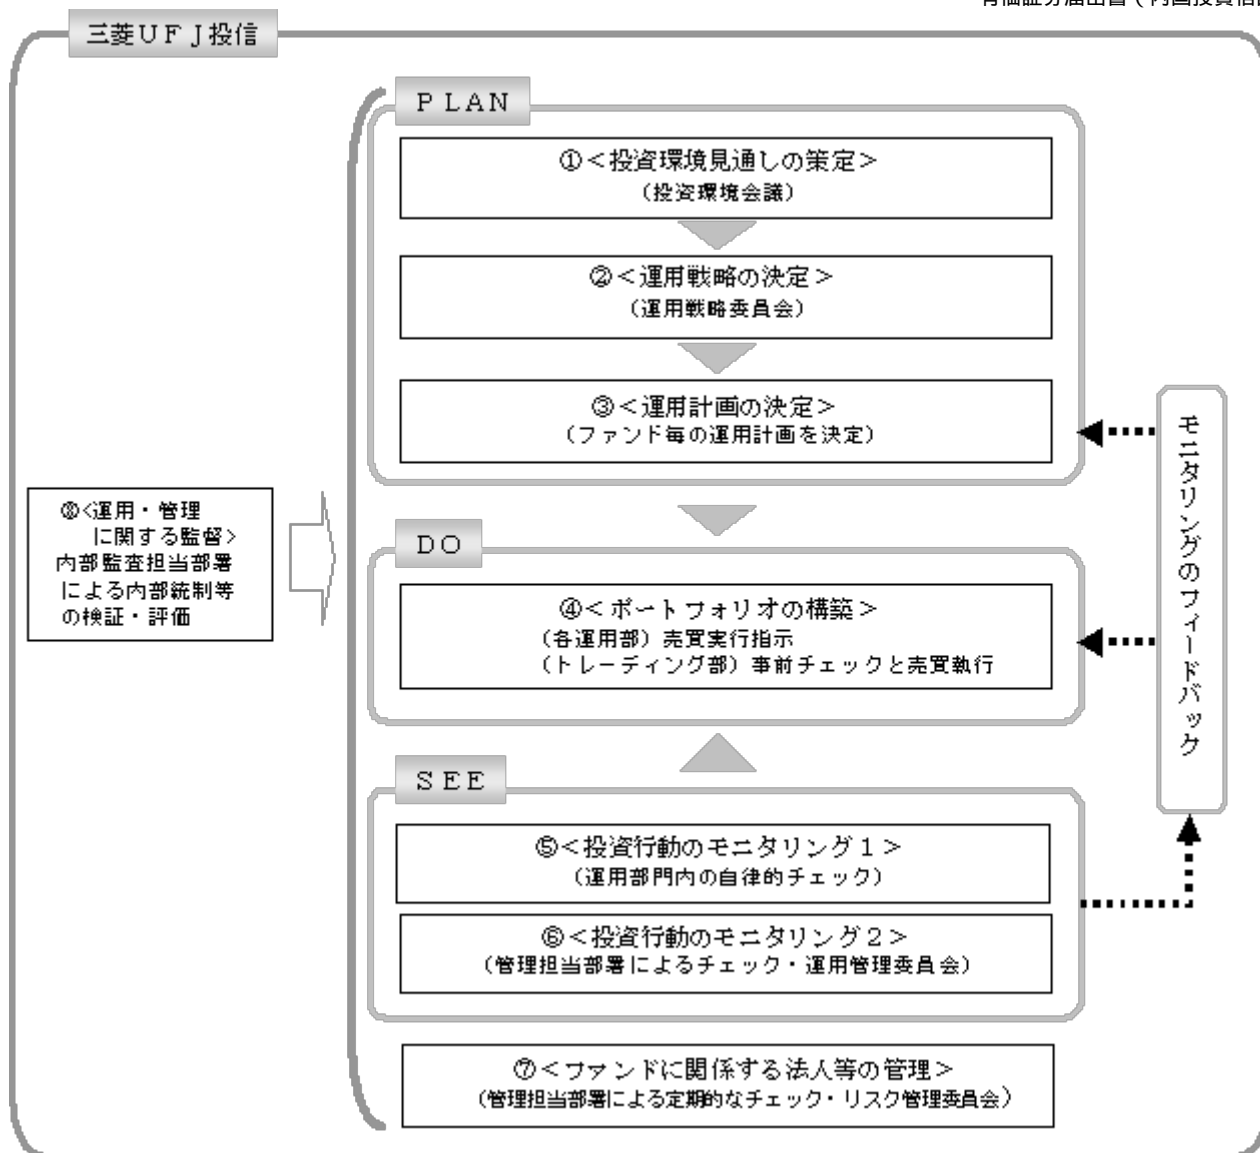 三菱UFJ投信
PLAN
①<投資環境見通しの策定>
(投資環境会議)
②<運用戦略の決定>
(運用戦略委員会)
③<運用計画の決定>
(ファンド毎の運用計画を決定)
DO
④<ポートフォリオの構築>
(各運用部)売買実行指示
(トレーディング部)事前チェックと売買執行
SEE
⑤<投資行動のモニタリング1>
(運用部門内の自律的チェック)
⑥<投資行動のモニタリング2>
(管理担当部署によるチェック・運用管理委員会)
⑦<ファンドに関係する法人等の管理>
(管理担当部署による定期的なチェック・リスク管理委員会)
⑧<運用・管理
に関する監督>
内部監査担当部署
による内部統制等
の検証・評価
モニタリングのフィードバック